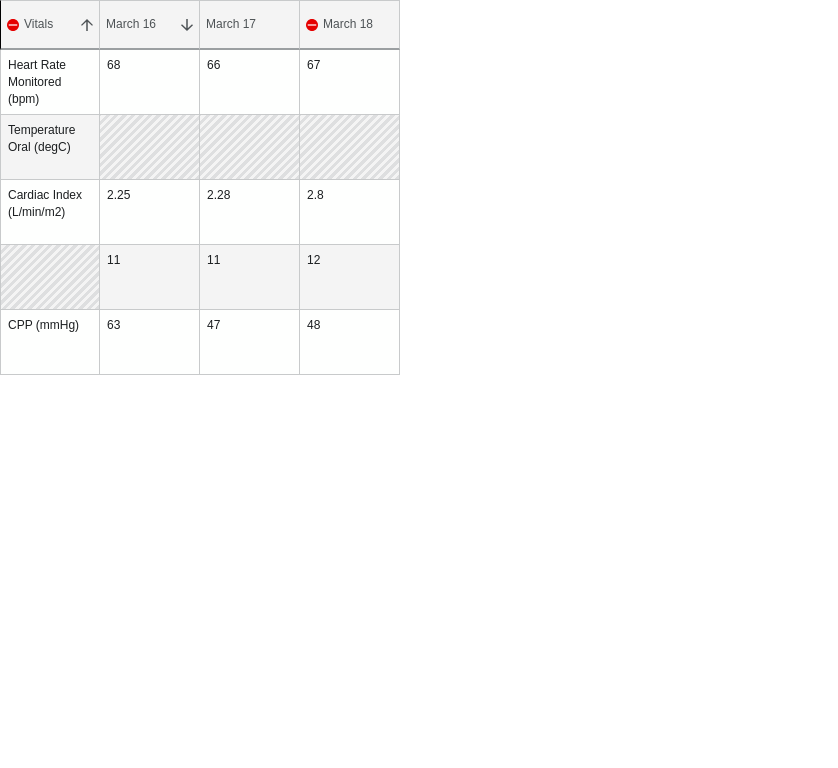 Vitals March 16 March 17 March 18
Heart Rate 68 66 67
Monitored
(bpm)
Temperature
Oral (degC)
Cardiac Index 2.25 2.28 2.8
(L/min/m2)
11 11 12
CPP (mmHg) 63 47 48